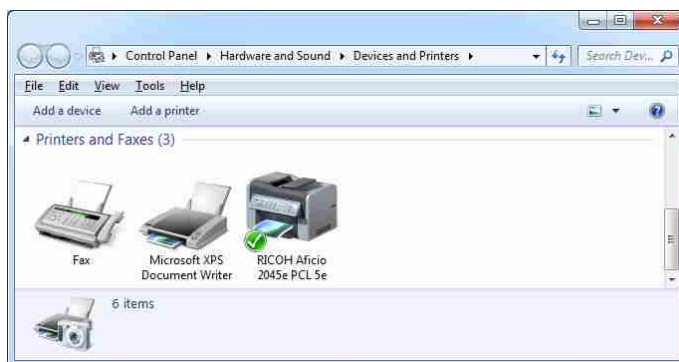 Control Panel Hardware and Sound Devices and Printers Search Dev...
File Edit View Tools Help
Add a device Add a printer
Printers and Faxes (3)
Fax Microsoft XPS RICOH Aficio
Document Writer 2045e PCL 5e
6 items